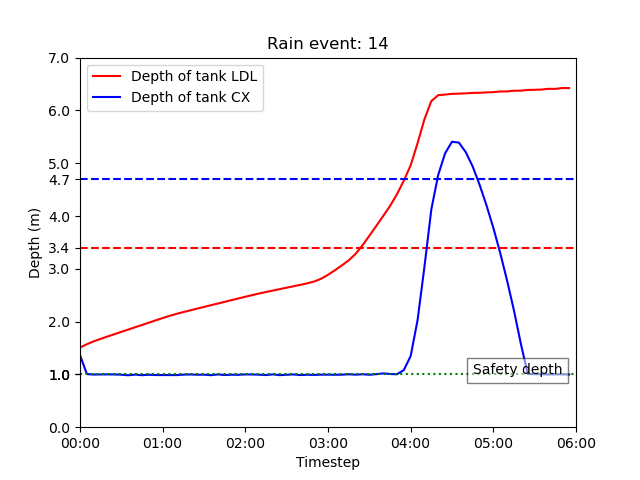 Rain event: 14
Depth of tank LDL
Depth of tank CX
7.0
6.0
5.0
4.7
4.0
3.4
3.0
2.0
1.0
0.0
Depth (m)
Safety depth
00:00 01:00 02:00 03:00 04:00 05:00 06:00
Timestep